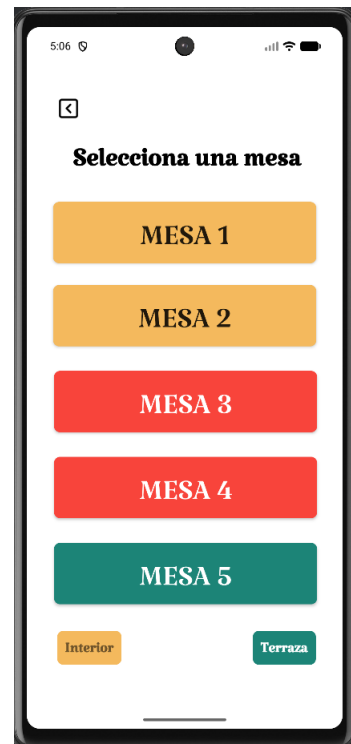 5:06
Selecciona una mesa
MESA 1
MESA 2
MESA 3
MESA 4
MESA 5
Interior Terraza